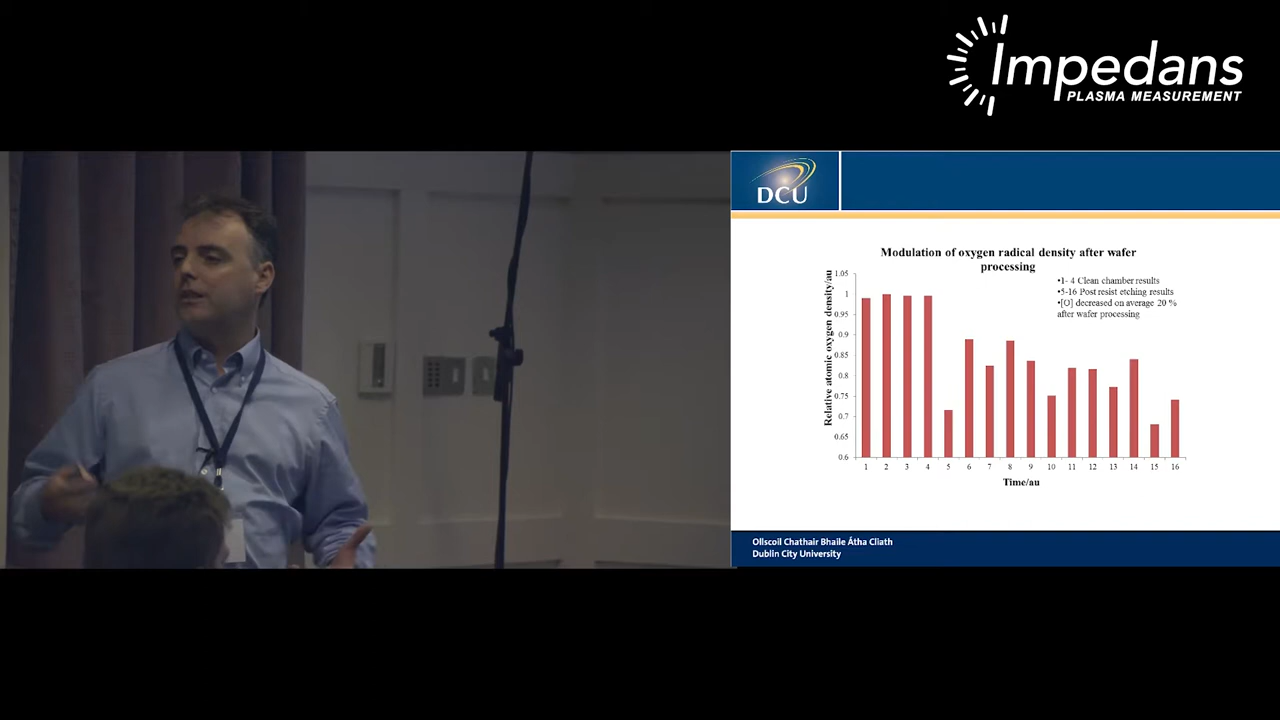 Impedans
PLASMA MEASUREMENT
DCU
Modulation of oxygen radical density after wafer
processing
•1- 4 Clean chamber results
•5-16 Post resist etching results
•[O] decreased on average 20 %
after wafer processing
Relative atomic oxygen density/au
1.05
1
0.95
0.9
0.85
0.8
0.75
0.7
0.65
0.6
1 2 3 4 5 6 7 8 9 10 11 12 13 14 15 16
Time/au
Ollscoil Chathair Bhaile Átha Cliath
Dublin City University